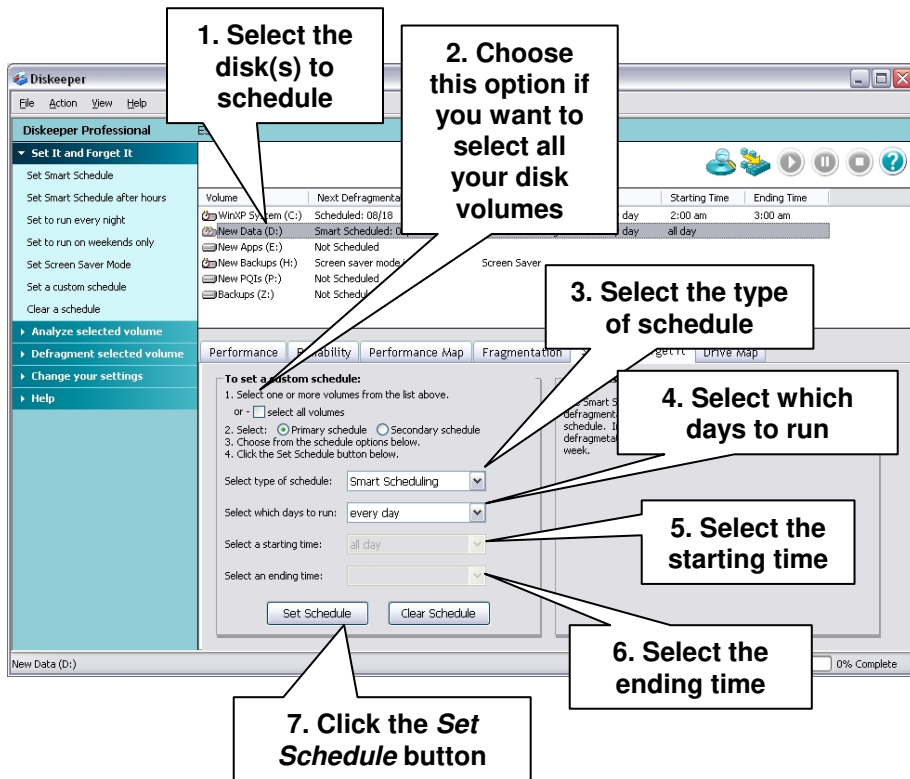 1. Select the
disk(s) to
schedule
2. Choose
this option if
you want to
select all
your disk
volumes
Diskeeper
File Action View Help
Diskeeper Professional
Set It and Forget It
Set Smart Schedule
Set Smart Schedule after hours
Set to run every night
Set to run on weekends only
Set Screen Saver Mode
Set a custom schedule
Clear a schedule
Analyze selected volume
Defragment selected volume
Change your settings
Help
Volume Starting Time Ending Time
WinXP System (C:) Scheduled: 08/18 day 2:00 am 3:00 am
New Data (D:) Smart Scheduled: day all day
New Apps (E:) Not Scheduled
New Backups (H:) Screen saver mode Screen Saver
New PQIs (P:) Not Scheduled
Backups (Z:)
3. Select the type
of schedule
Performance Performance Map Fragmentation Drive Map
To set a custom schedule:
1. Select one or more volumes from the list above.
or - select all volumes
2. Select: Primary schedule Secondary schedule
3. Choose from the schedule options below.
4. Click the Set Schedule button below.
Select type of schedule: Smart Scheduling
Select which days to run: every day
Select a starting time: all day
Select an ending time:
Set Schedule Clear Schedule
Smart
schedule.
week.
4. Select which
days to run
5. Select the
starting time
6. Select the
ending time
7. Click the Set
Schedule button
New Data (D:) 0% Complete